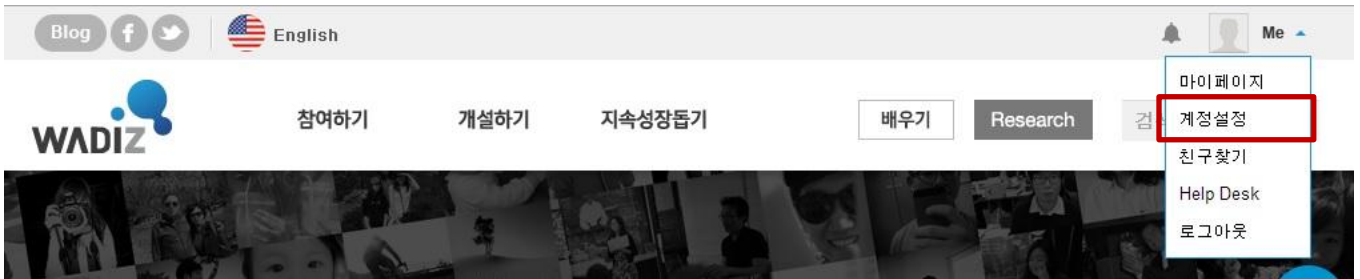 Blog
English
Me
WADIZ
참여하기
개설하기
지속성장돕기
배우기
Research
마이페이지
계정설정
친구찾기
Help Desk
로그아웃